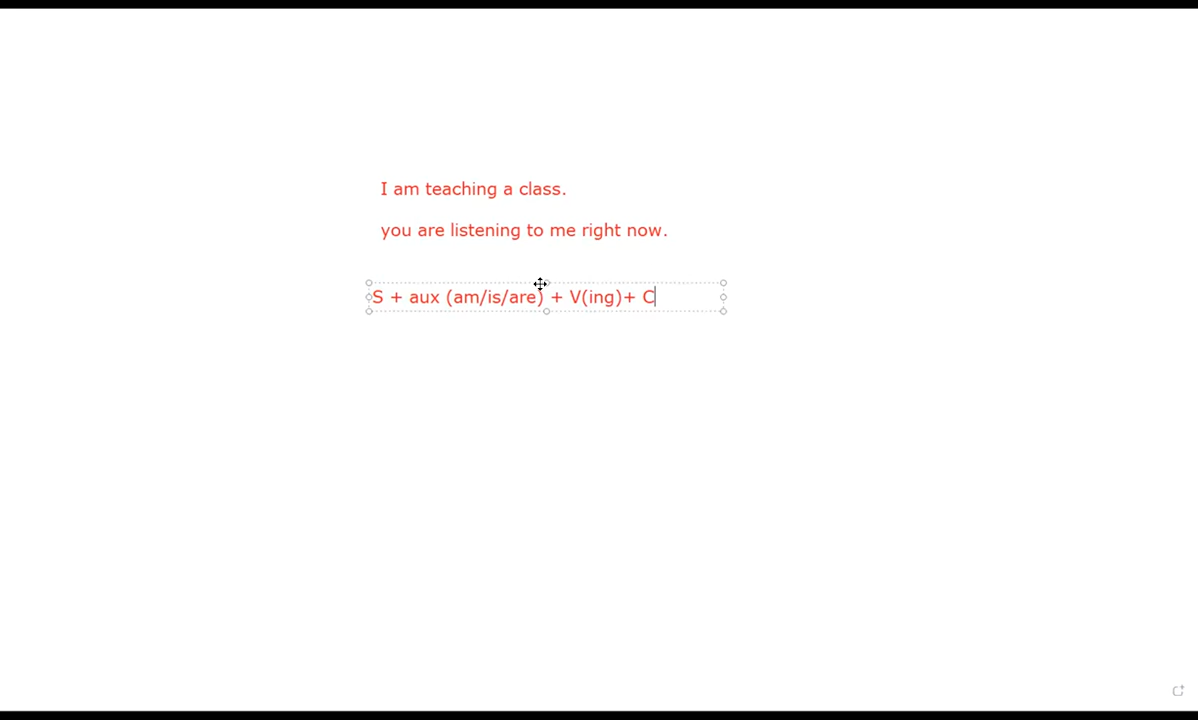 I am teaching a class.
you are listening to me right now.
S + aux (am/is/are) + V(ing)+ C